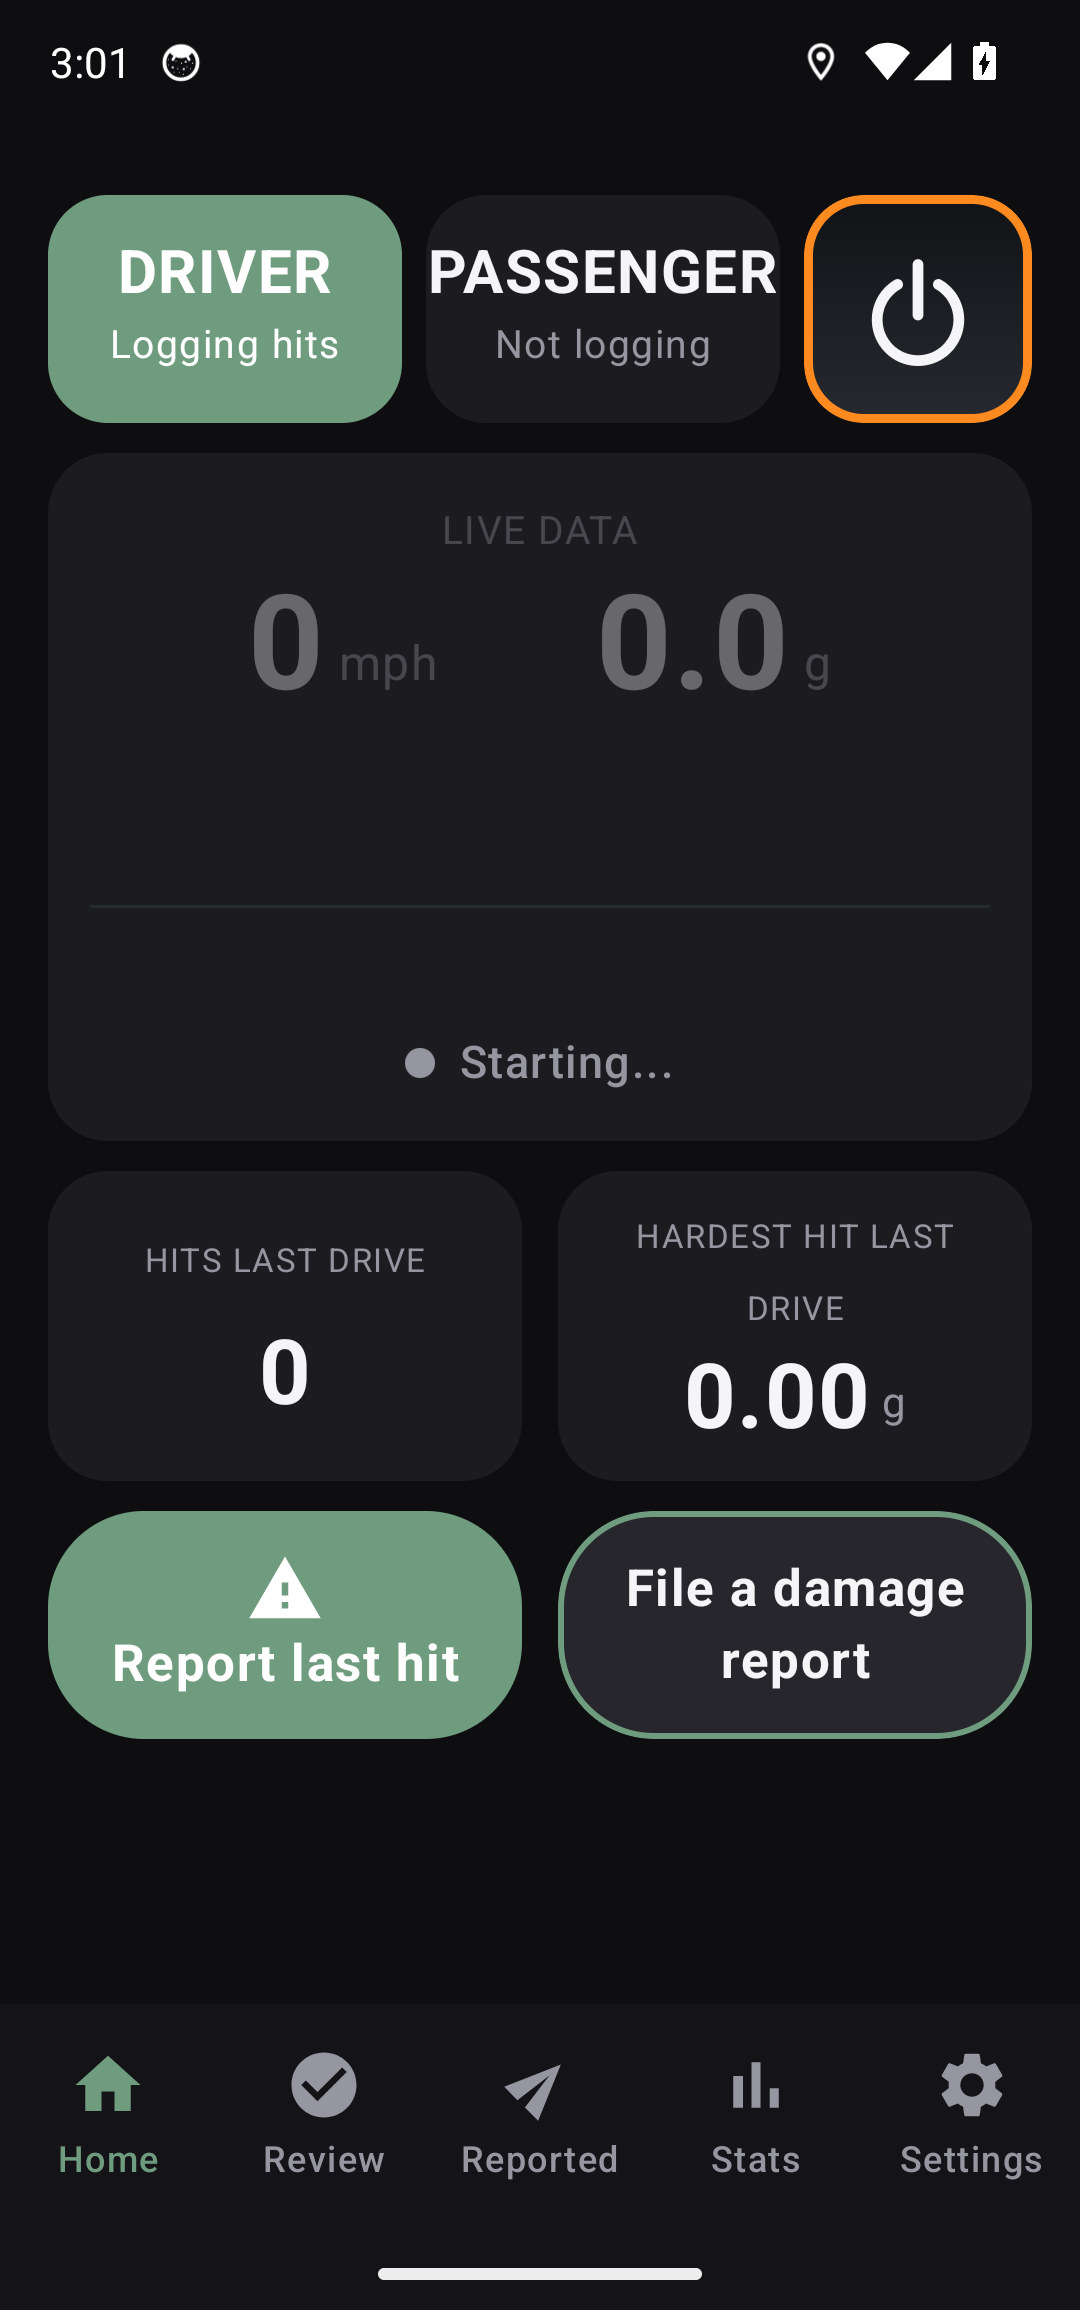 3:01
DRIVER
Logging hits
PASSENGER
Not logging
LIVE DATA
0 mph
0.0 g
Starting...
HITS LAST DRIVE
0
HARDEST HIT LAST
DRIVE
0.00 g
Report last hit
File a damage
report
Home
Review
Reported
Stats
Settings